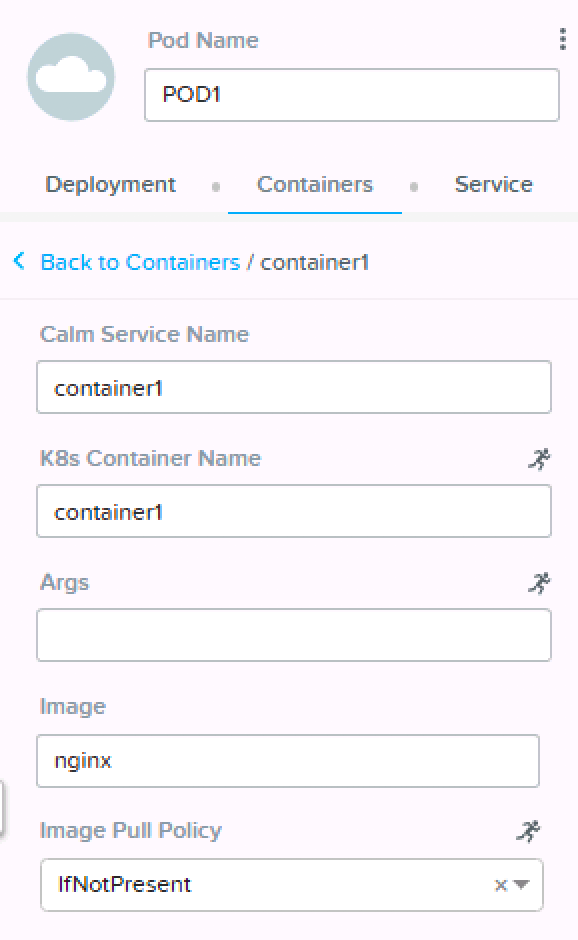 Pod Name
POD1
Deployment Containers Service
Back to Containers / container1
Calm Service Name
container1
K8s Container Name
container1
Args
Image
nginx
Image Pull Policy
IfNotPresent